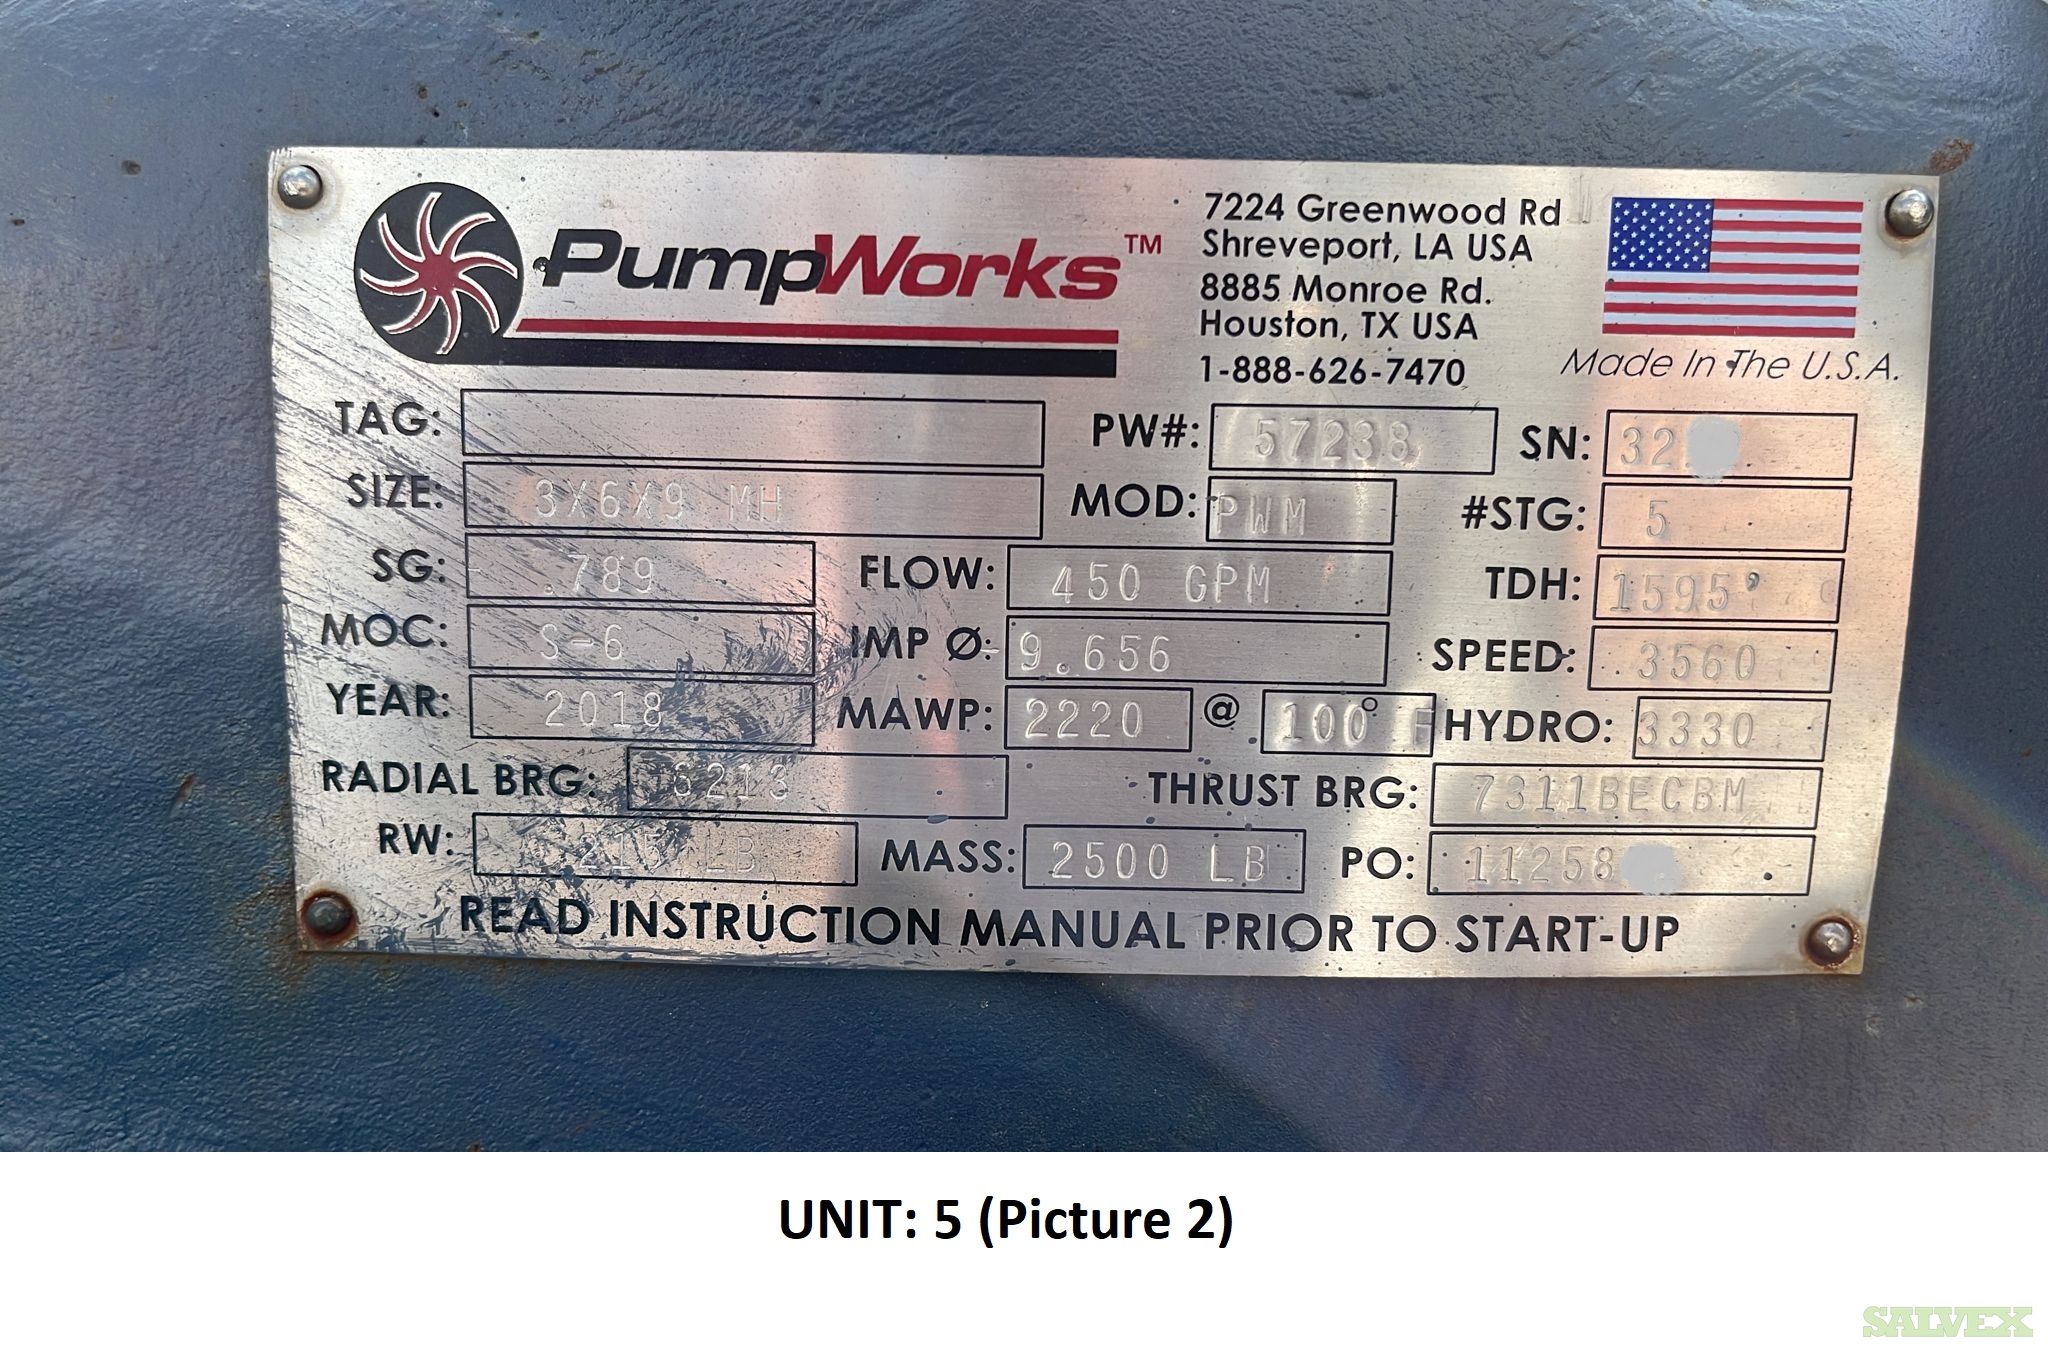 PumpWorks™
7224 Greenwood Rd
Shreveport, LA USA
8885 Monroe Rd.
Houston, TX USA
1-888-626-7470
Made In The U.S.A.
TAG: PW#: 57238 SN: 32
SIZE: 3X6X9 MH MOD: PWM #STG: 5
SG: .789 FLOW: 450 GPM TDH: 1595'
MOC: S-6 IMP Ø: 9.656 SPEED: 3560
YEAR: 2018 MAWP: 2220 @ 100° F HYDRO: 3330
RADIAL BRG: 6213 THRUST BRG: 7311BECBM
RW: LB MASS: 2500 LB PO: 11258
READ INSTRUCTION MANUAL PRIOR TO START-UP
UNIT: 5 (Picture 2)
SALVEX